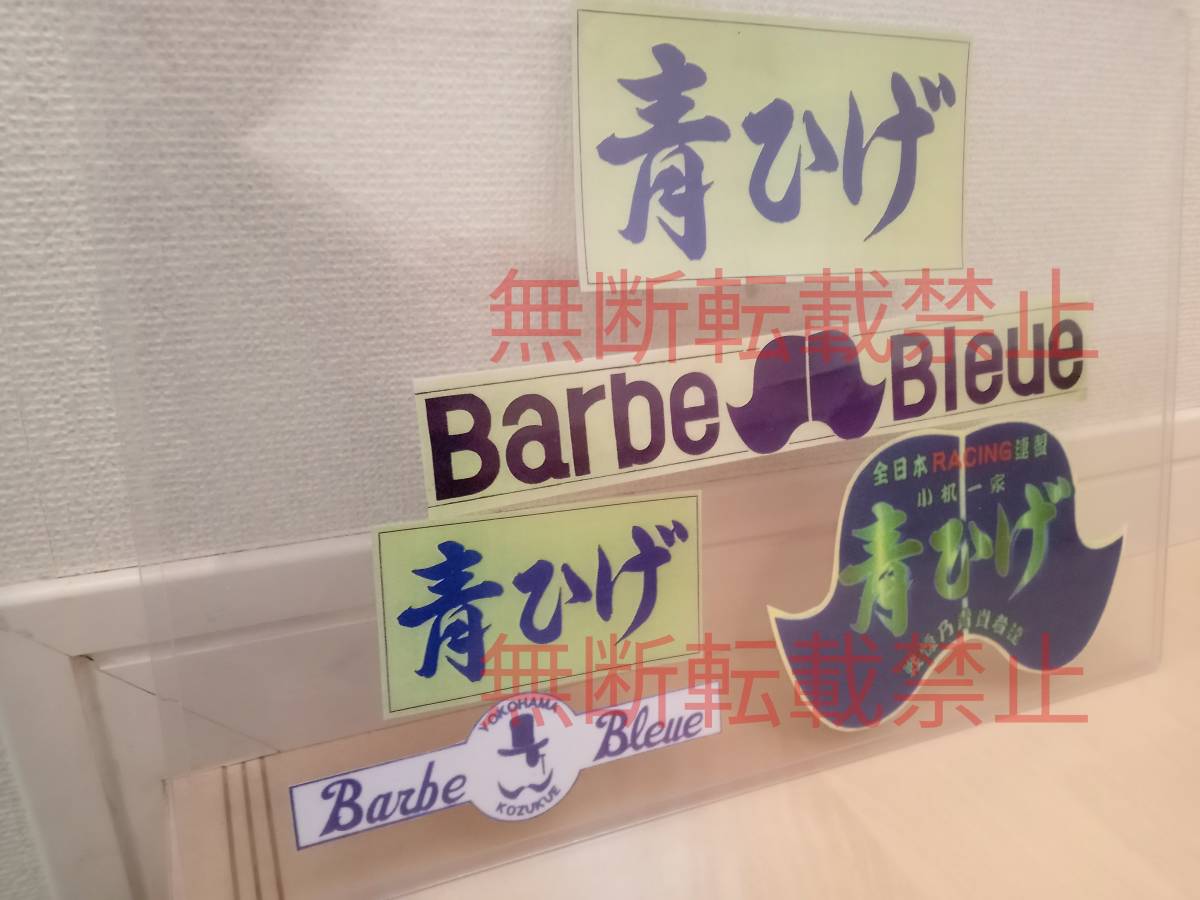 青ひげ
無断転載禁止
Barbe Bleue
全日本RACING連盟
小机一家
青ひげ
青ひげ
無断転載禁止
YOKOHAMA
Barbe Bleue
KOZUKUE